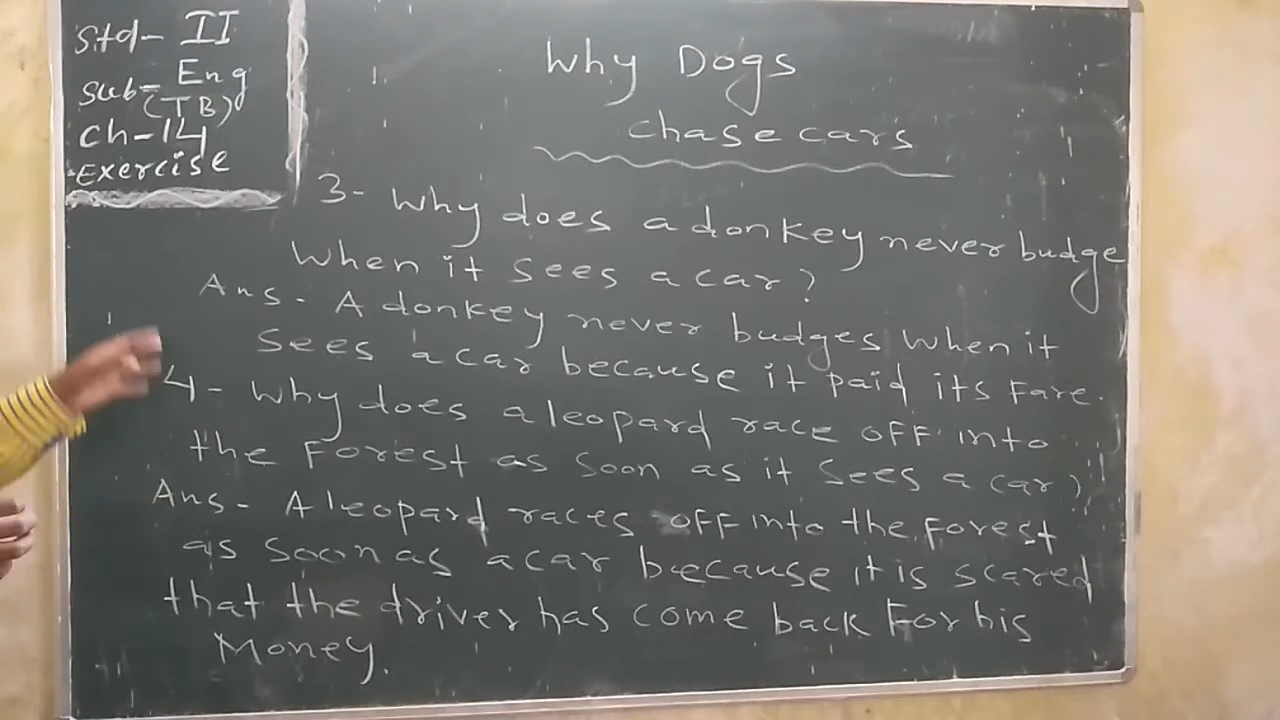 Std- II
Sub- Eng
(TB)
Ch-14
Exercise
Why Dogs
chase cars
3- Why does a donkey never budge
When it sees a car?
Ans- A donkey never budges when it
sees a car because it paid its fare.
4- Why does a leopard race off into
the forest as soon as it sees a car?
Ans- A leopard races off into the forest
as soon as a car because it is scared
that the driver has come back for his
Money.